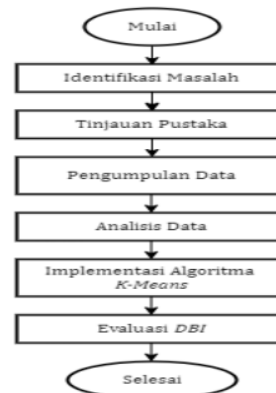 Mulai
Identifikasi Masalah
Tinjauan Pustaka
Pengumpulan Data
Analisis Data
Implementasi Algoritma
K-Means
Evaluasi DBI
Selesai